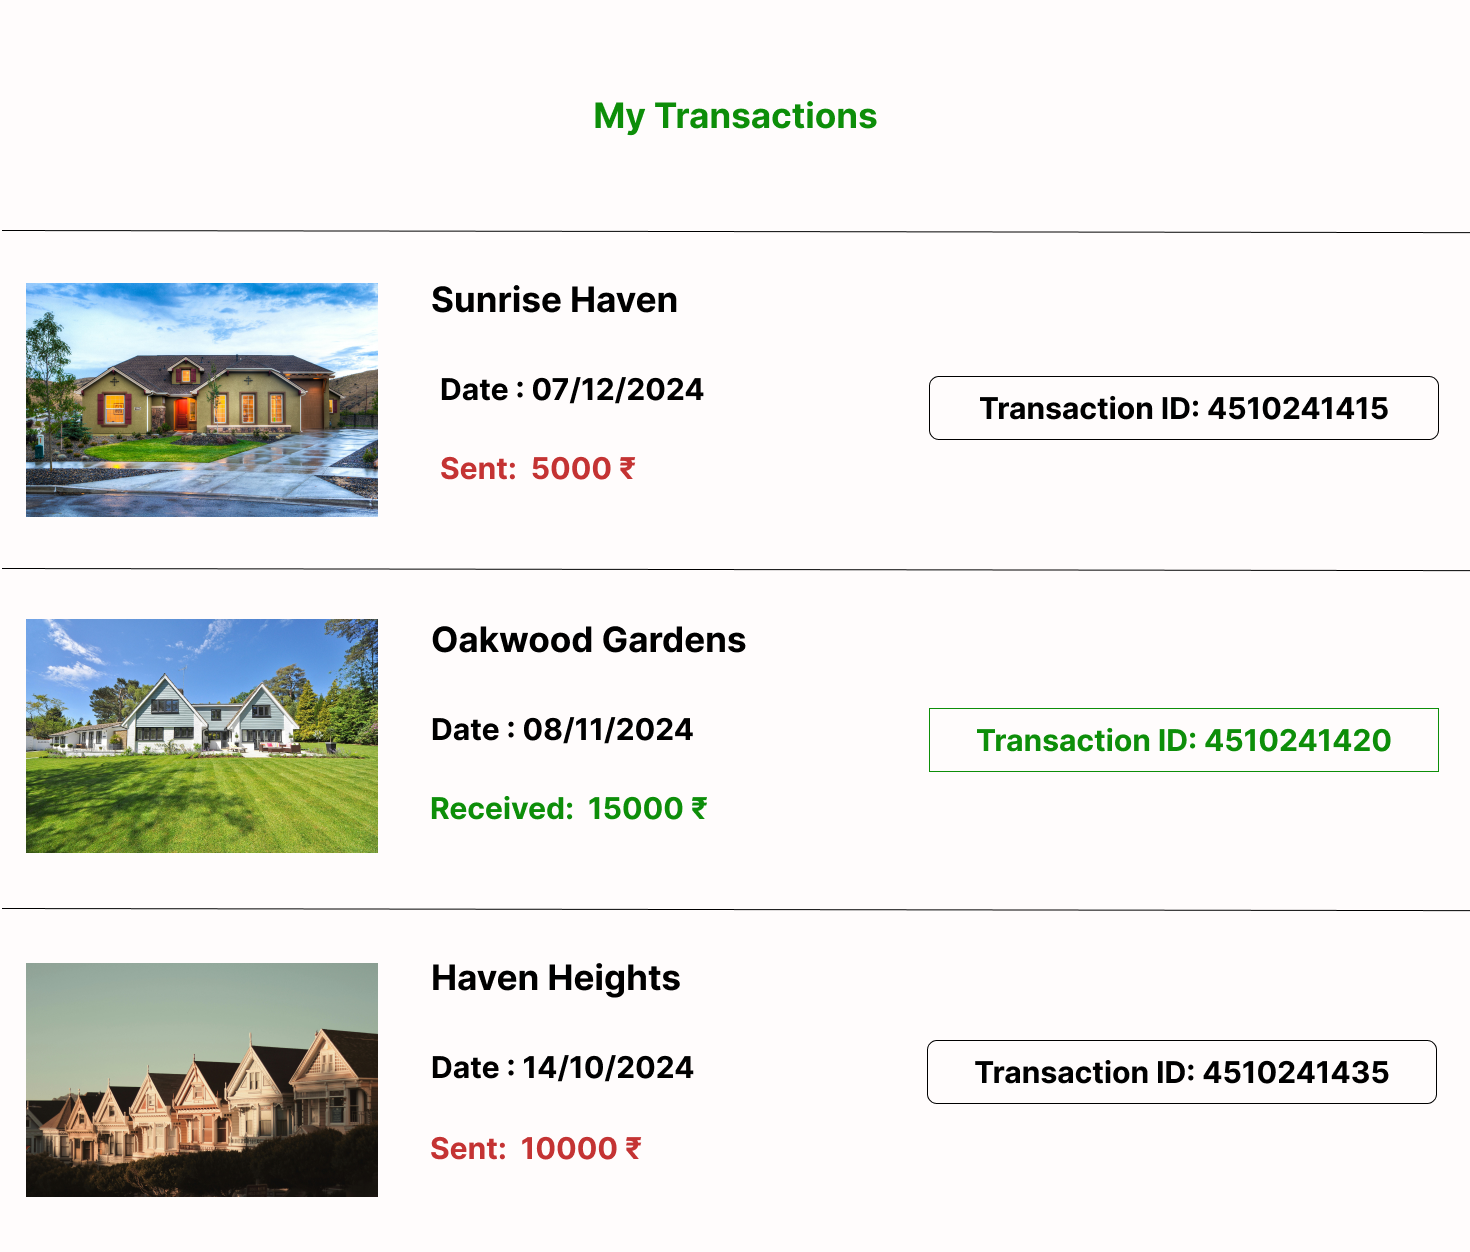 My Transactions
Sunrise Haven
Date : 07/12/2024
Transaction ID: 4510241415
Sent: 5000 ₹
Oakwood Gardens
Date : 08/11/2024
Transaction ID: 4510241420
Received: 15000 ₹
Haven Heights
Date : 14/10/2024
Transaction ID: 4510241435
Sent: 10000 ₹